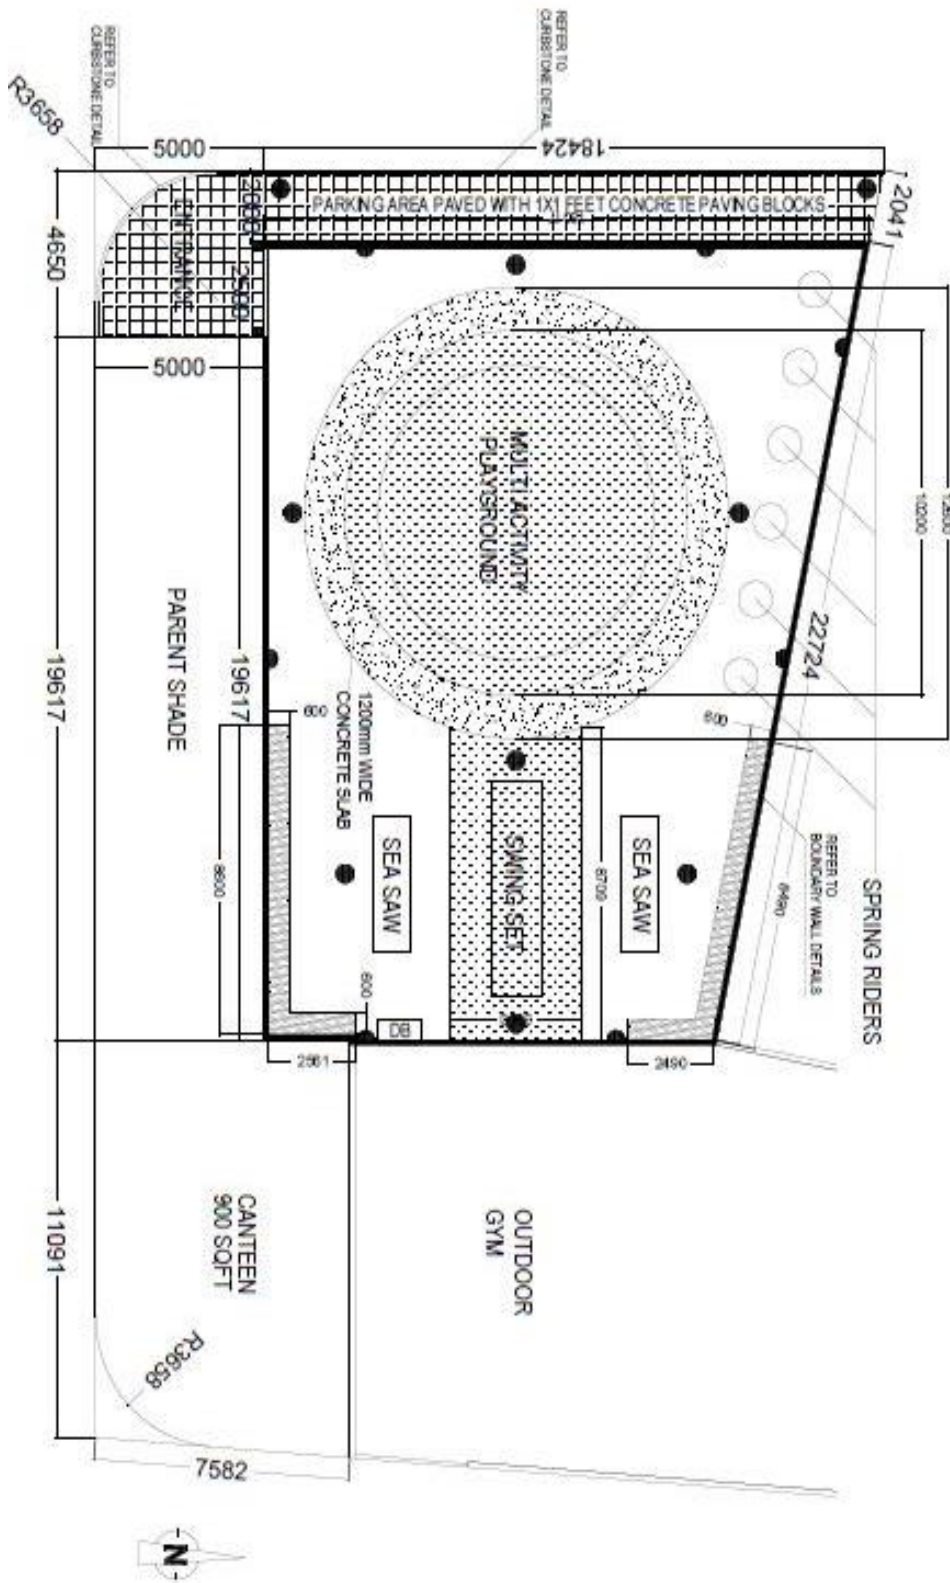 REFER TO
CURBSTONE DETAIL
REFER TO
CURBSTONE DETAIL
R3658
5000
18424
2041
2000
PARKING AREA PAVED WITH 1X1 FEET CONCRETE PAVING BLOCKS
ENTRANCE
4650
2500
5000
MULTI ACTIVITY
PLAYGROUND
10200
22724
PARENT SHADE
19617
19617
600
1200mm WIDE
CONCRETE SLAB
600
REFER TO
BOUNDARY WALL DETAILS
SEA SAW
SWING SET
SEA SAW
8600
8700
8490
SPRING RIDERS
600
DB
2561
2490
CANTEEN
900 SQFT
OUTDOOR
GYM
11091
R3658
7582
N